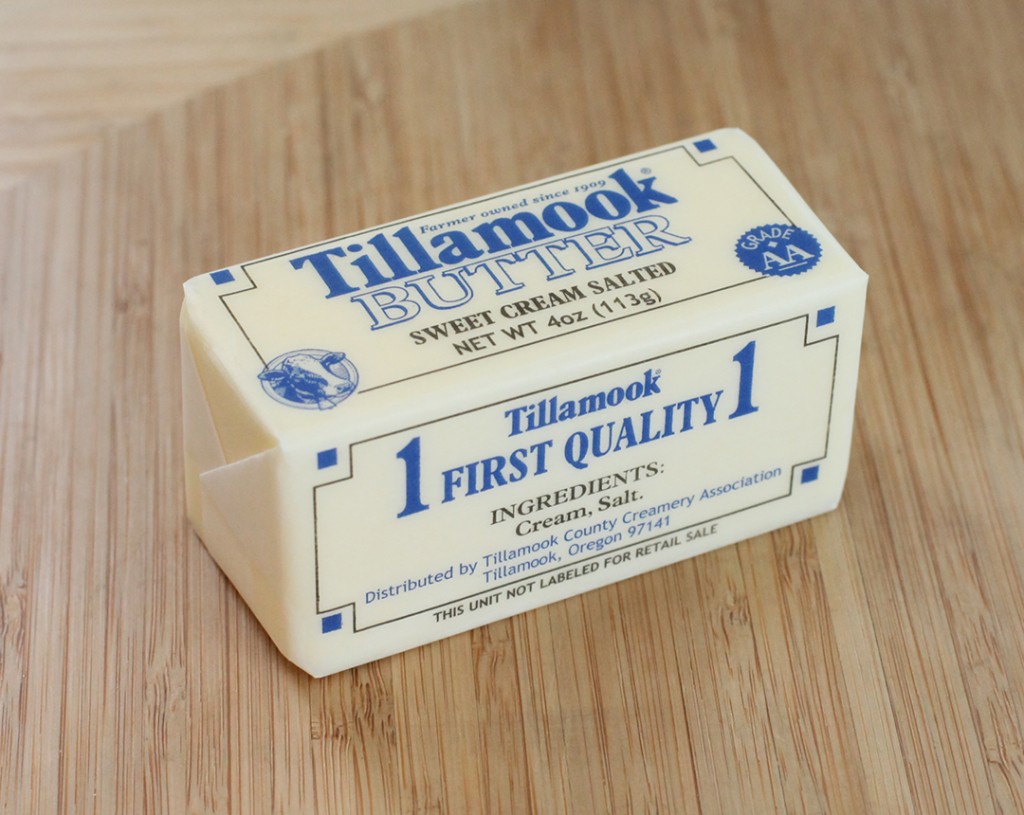 Farmer owned since 1909
Tillamook®
BUTTER
SWEET CREAM SALTED
NET WT 4oz (113g)
GRADE
AA
Tillamook®
1 FIRST QUALITY 1
INGREDIENTS:
Cream, Salt.
Distributed by Tillamook County Creamery Association
Tillamook, Oregon 97141
THIS UNIT NOT LABELED FOR RETAIL SALE